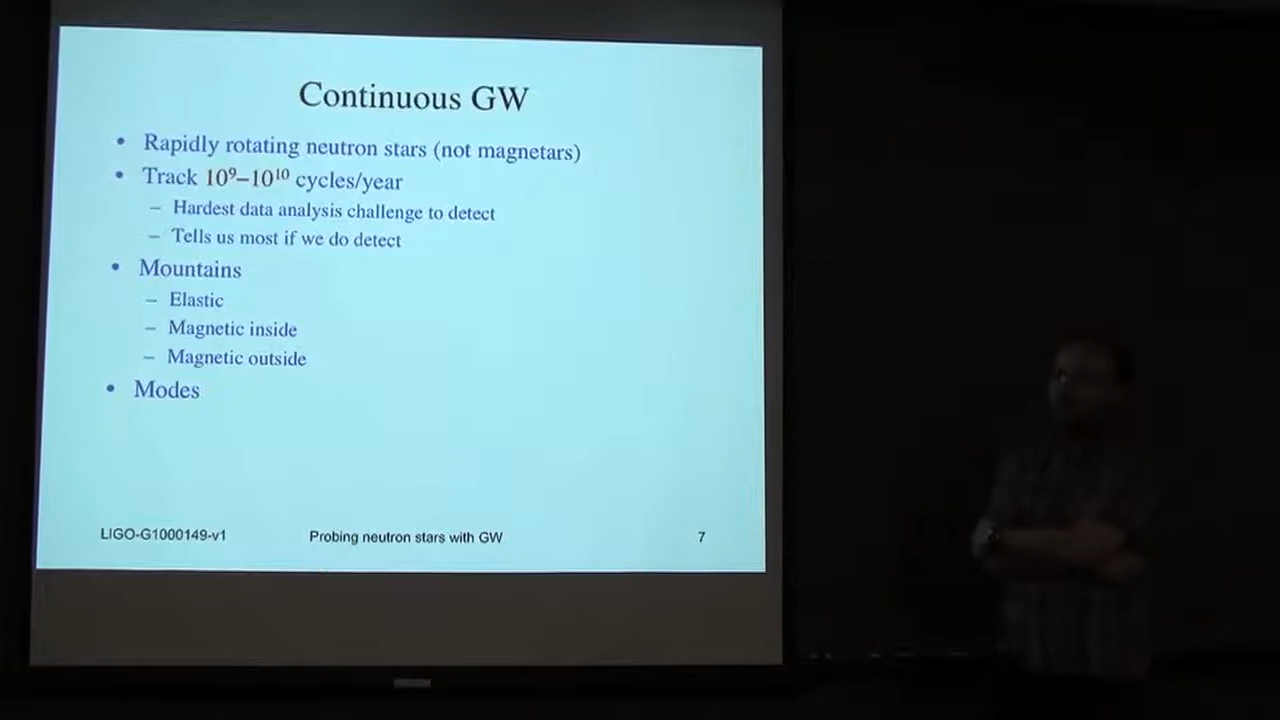 Continuous GW
• Rapidly rotating neutron stars (not magnetars)
• Track 10⁹–10¹⁰ cycles/year
– Hardest data analysis challenge to detect
– Tells us most if we do detect
• Mountains
– Elastic
– Magnetic inside
– Magnetic outside
• Modes
LIGO-G1000149-v1 Probing neutron stars with GW 7